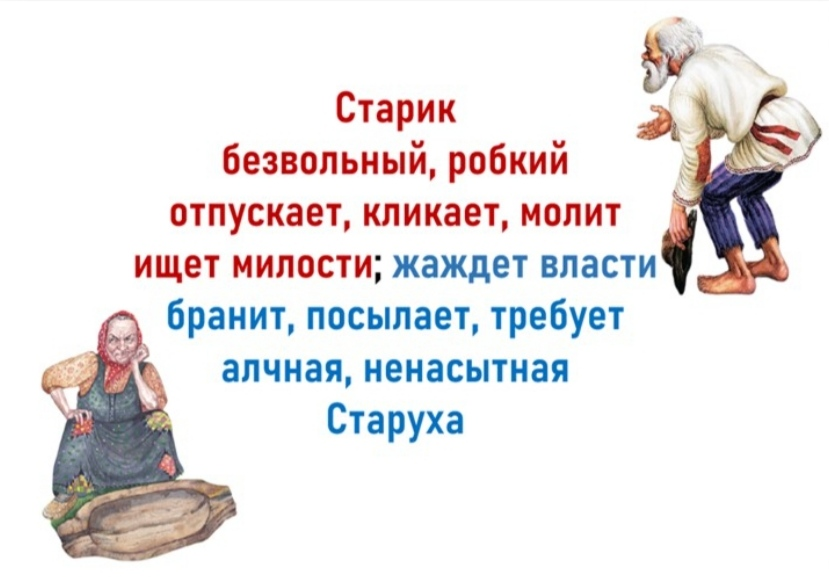 Старик
безвольный, робкий
отпускает, кликает, молит
ищет милости; жаждет власти
бранит, посылает, требует
алчная, ненасытная
Старуха